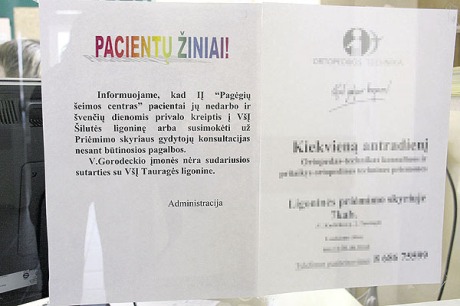 PACIENTŲ ŽINIAI!
Informuojame, kad IĮ “Pagėgių
šeimos centras” pacientai jų nedarbo ir
švenčių dienomis privalo kreiptis į VšĮ
Šilutės ligoninę arba susimokėti už
Priėmimo skyriaus gydytojų konsultacijas
nesant būtinosios pagalbos.
V.Gorodeckio įmonės nėra sudariusios
sutarties su VšĮ Tauragės ligonine.
Administracija
ORTOPEDIJOS TECHNIKA
Kiekvieną antradienį
Ligoninės priėmimo skyriuje
7kab.
8 686 75599